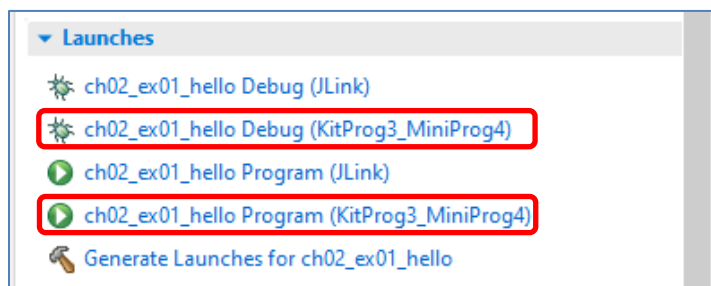 Launches
ch02_ex01_hello Debug (JLink)
ch02_ex01_hello Debug (KitProg3_MiniProg4)
ch02_ex01_hello Program (JLink)
ch02_ex01_hello Program (KitProg3_MiniProg4)
Generate Launches for ch02_ex01_hello